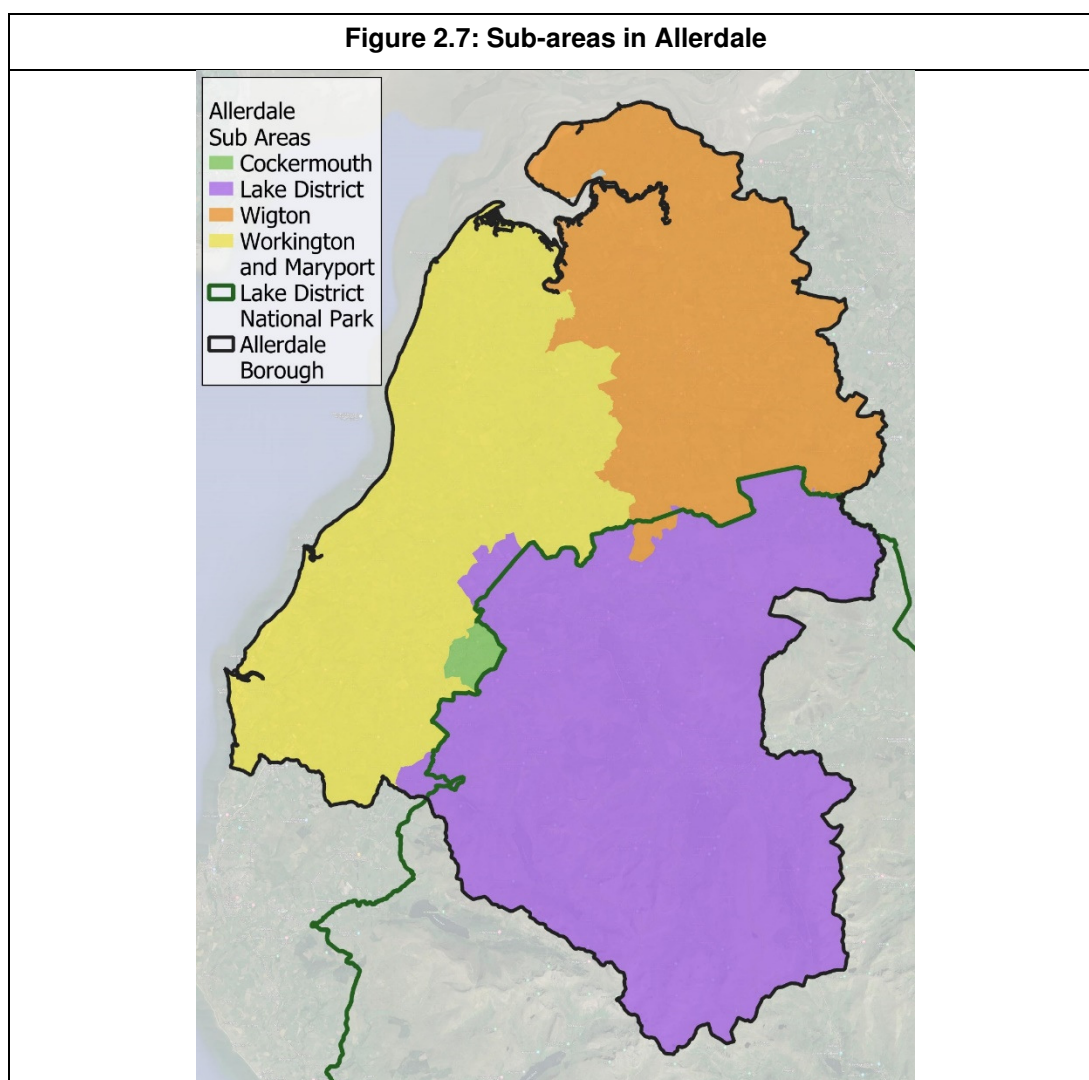 Figure 2.7: Sub-areas in Allerdale
Allerdale
Sub Areas
Cockermouth
Lake District
Wigton
Workington
and Maryport
Lake District
National Park
Allerdale
Borough